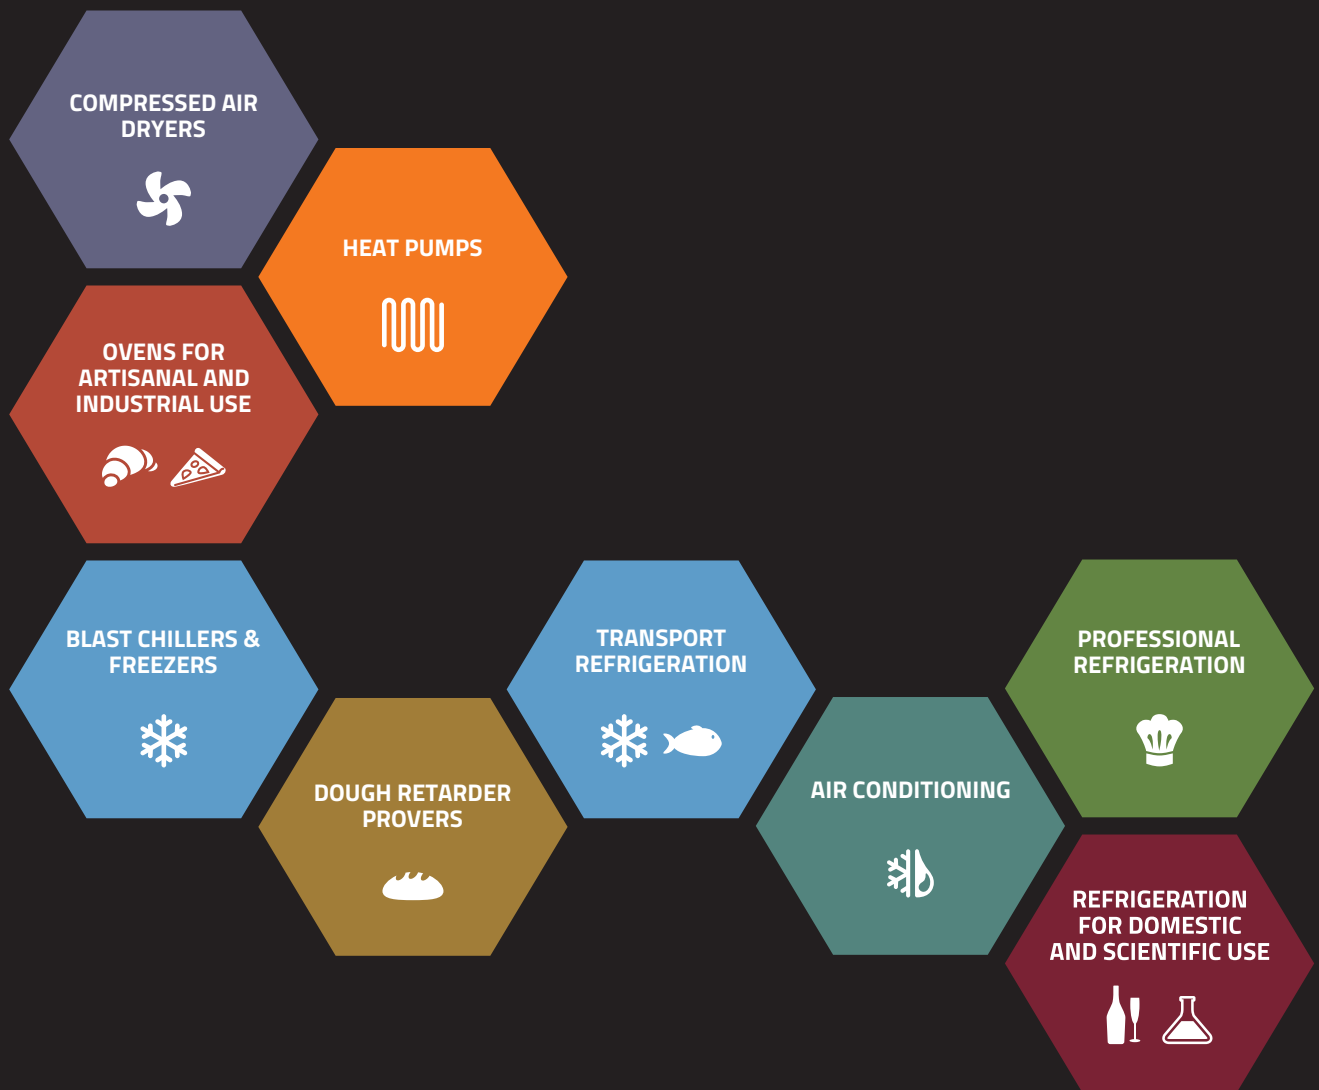 COMPRESSED AIR
DRYERS
HEAT PUMPS
OVENS FOR
ARTISANAL AND
INDUSTRIAL USE
BLAST CHILLERS &
FREEZERS
DOUGH RETARDER
PROVERS
TRANSPORT
REFRIGERATION
AIR CONDITIONING
PROFESSIONAL
REFRIGERATION
REFRIGERATION
FOR DOMESTIC
AND SCIENTIFIC USE